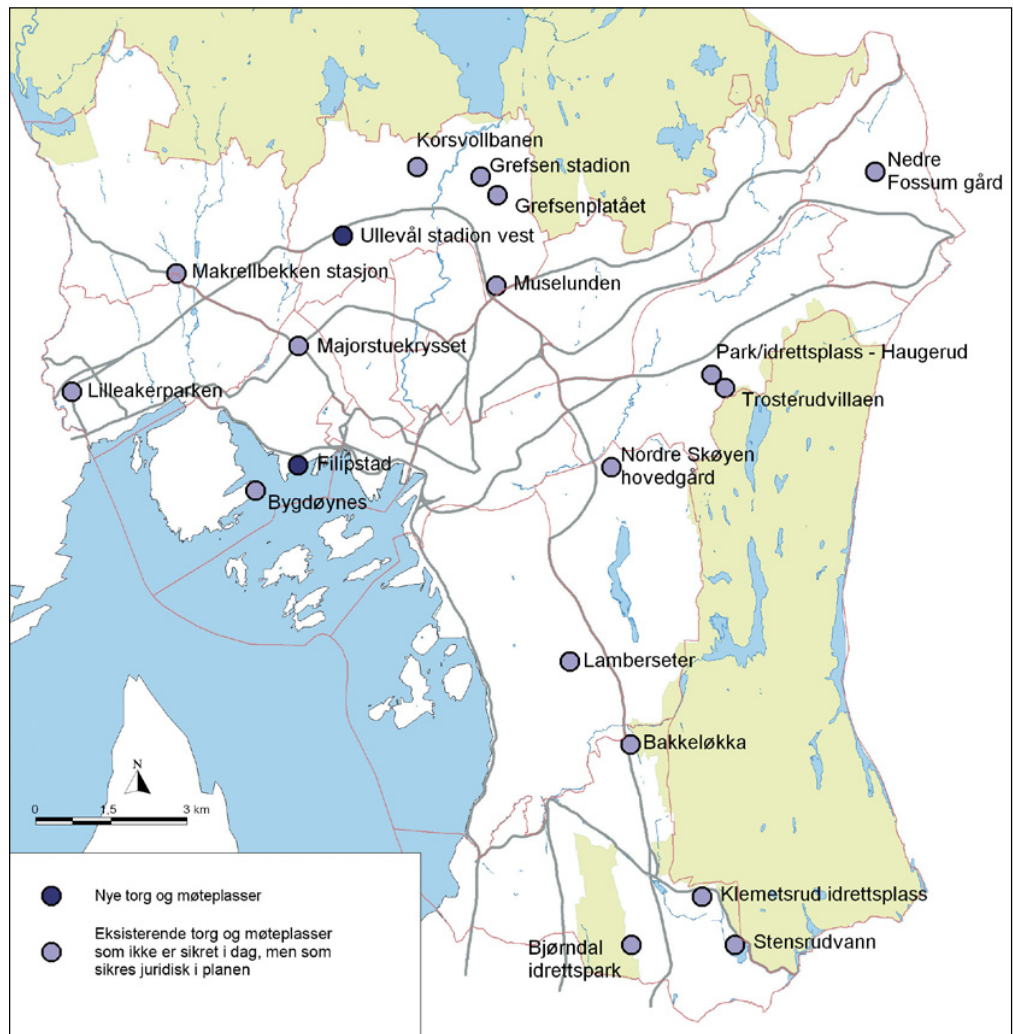 Korsvollbanen
Grefsen stadion
Grefsenplatået
Nedre
Fossum gård
Ullevål stadion vest
Makrellbekken stasjon
Muselunden
Majorstuekrysset
Park/idrettsplass - Haugerud
Trosterudvillaen
Lilleakerparken
Filipstad
Nordre Skøyen
hovedgård
Bygdøynes
Lamberseter
Bakkeløkka
N
0 1,5 3 km
Klemetsrud idrettsplass
Bjørndal
idrettspark
Stensrudvann
Nye torg og møteplasser
Eksisterende torg og møteplasser
som ikke er sikret i dag, men som
sikres juridisk i planen